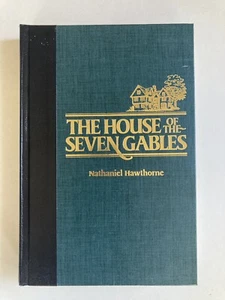 THE HOUSE OF THE
SEVEN GABLES
Nathaniel Hawthorne